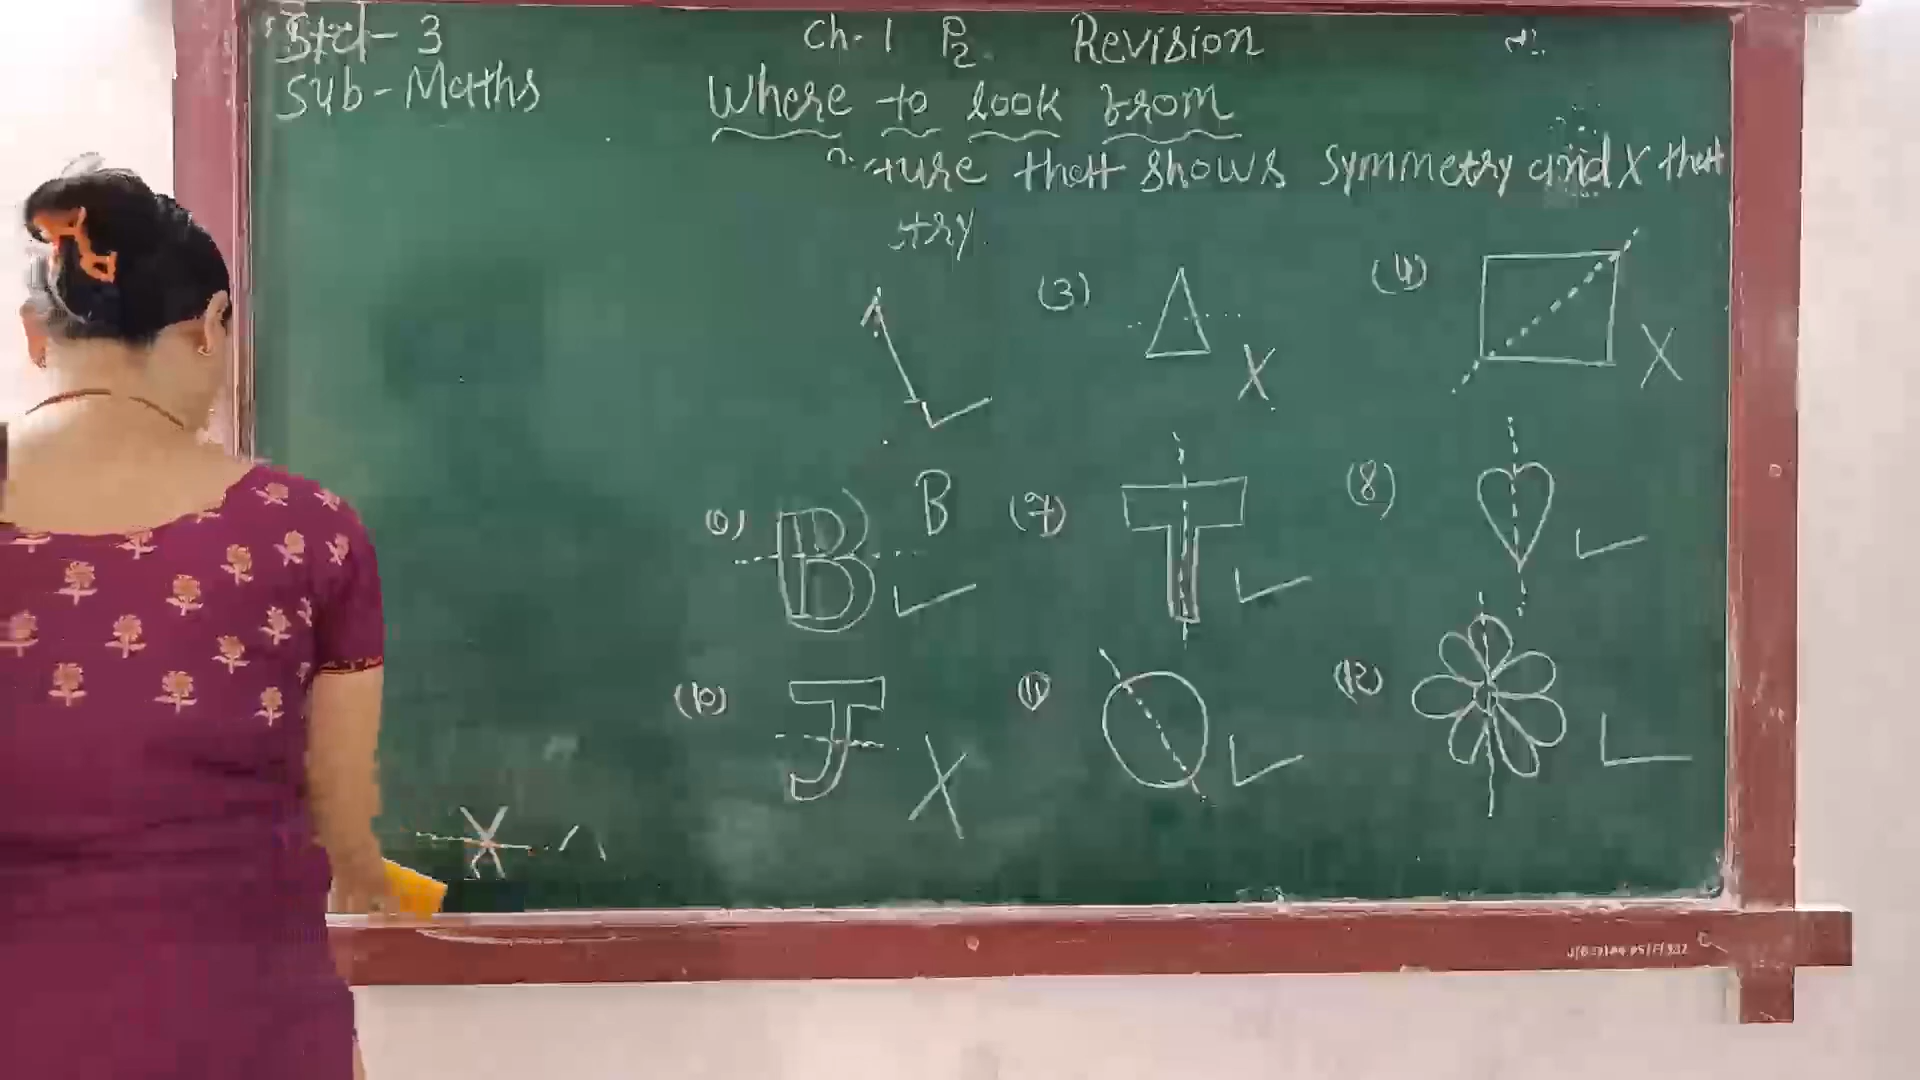 Std - 3
Sub - Maths
Ch. 1 P2. Revision
Where to look from
ture that shows symmetry and X that
try.
(3) X
(4) X
(6) B B
(7) T
(8)
(10) J X
(11)
(12)
X